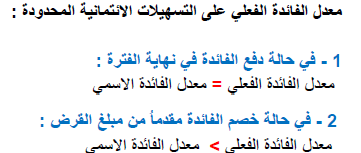 معدل الفائدة الفعلي على التسهيلات الائتمانية المحدودة :
1 - في حالة دفع الفائدة في نهاية الفترة :
معدل الفائدة الفعلي = معدل الفائدة الاسمي
2 - في حالة خصم الفائدة مقدماً من مبلغ القرض :
معدل الفائدة الفعلي > معدل الفائدة الاسمي